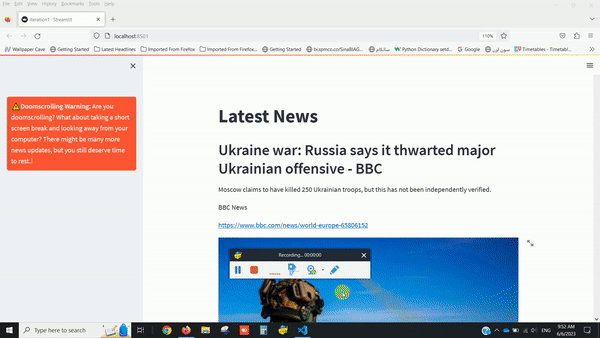 File Edit View History Bookmarks Tools Help
iteration1 · Streamlit
localhost:8501
110%
Wallpaper Cave Getting Started Latest Headlines Imported From Firefox Imported From Firefox... Getting Started bi.spmco.co/SinaBIAG... سانتالام Python Dictionary setd... Google سون لرن Timetables - Timetabl...
Latest News
Ukraine war: Russia says it thwarted major
Ukrainian offensive - BBC
Moscow claims to have killed 250 Ukrainian troops, but this has not been independently verified.
BBC News
https://www.bbc.com/news/world-europe-65806152
Doomscrolling Warning: Are you
doomscrolling? What about taking a short
screen break and looking away from your
computer? There might be many more
news updates, but you still deserve time
to rest.!
Recording... 00:00:00
Type here to search
ENG
9:52 AM
6/6/2023